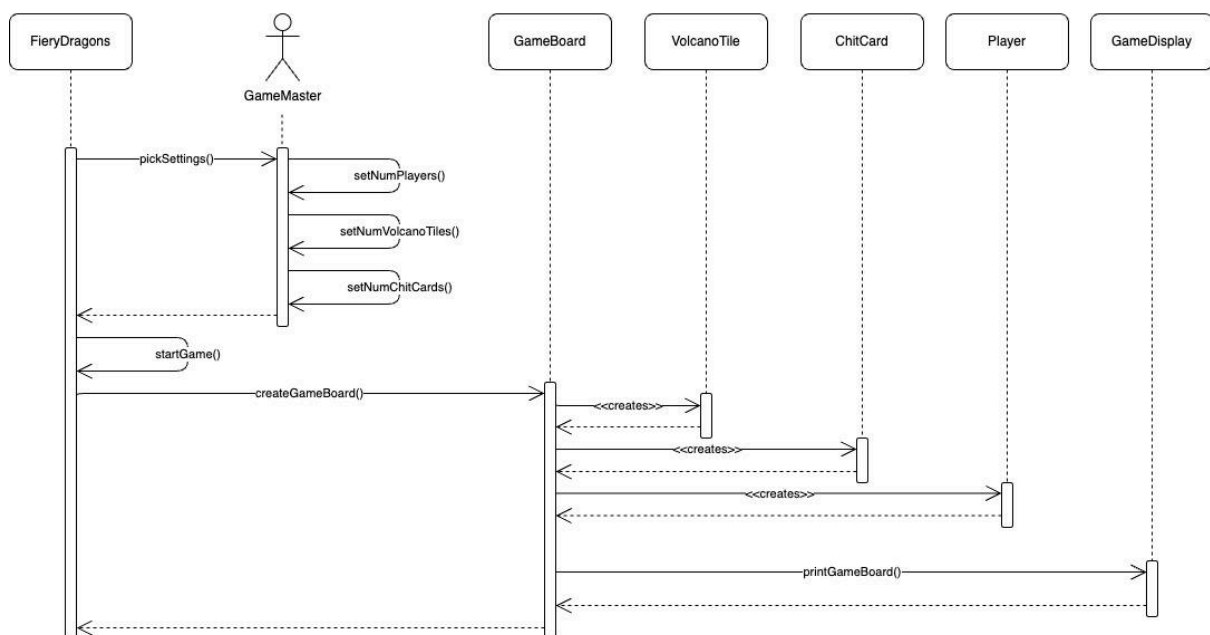 FieryDragons
GameMaster
GameBoard
VolcanoTile
ChitCard
Player
GameDisplay
pickSettings()
setNumPlayers()
setNumVolcanoTiles()
setNumChitCards()
startGame()
createGameBoard()
<<creates>>
<<creates>>
<<creates>>
printGameBoard()